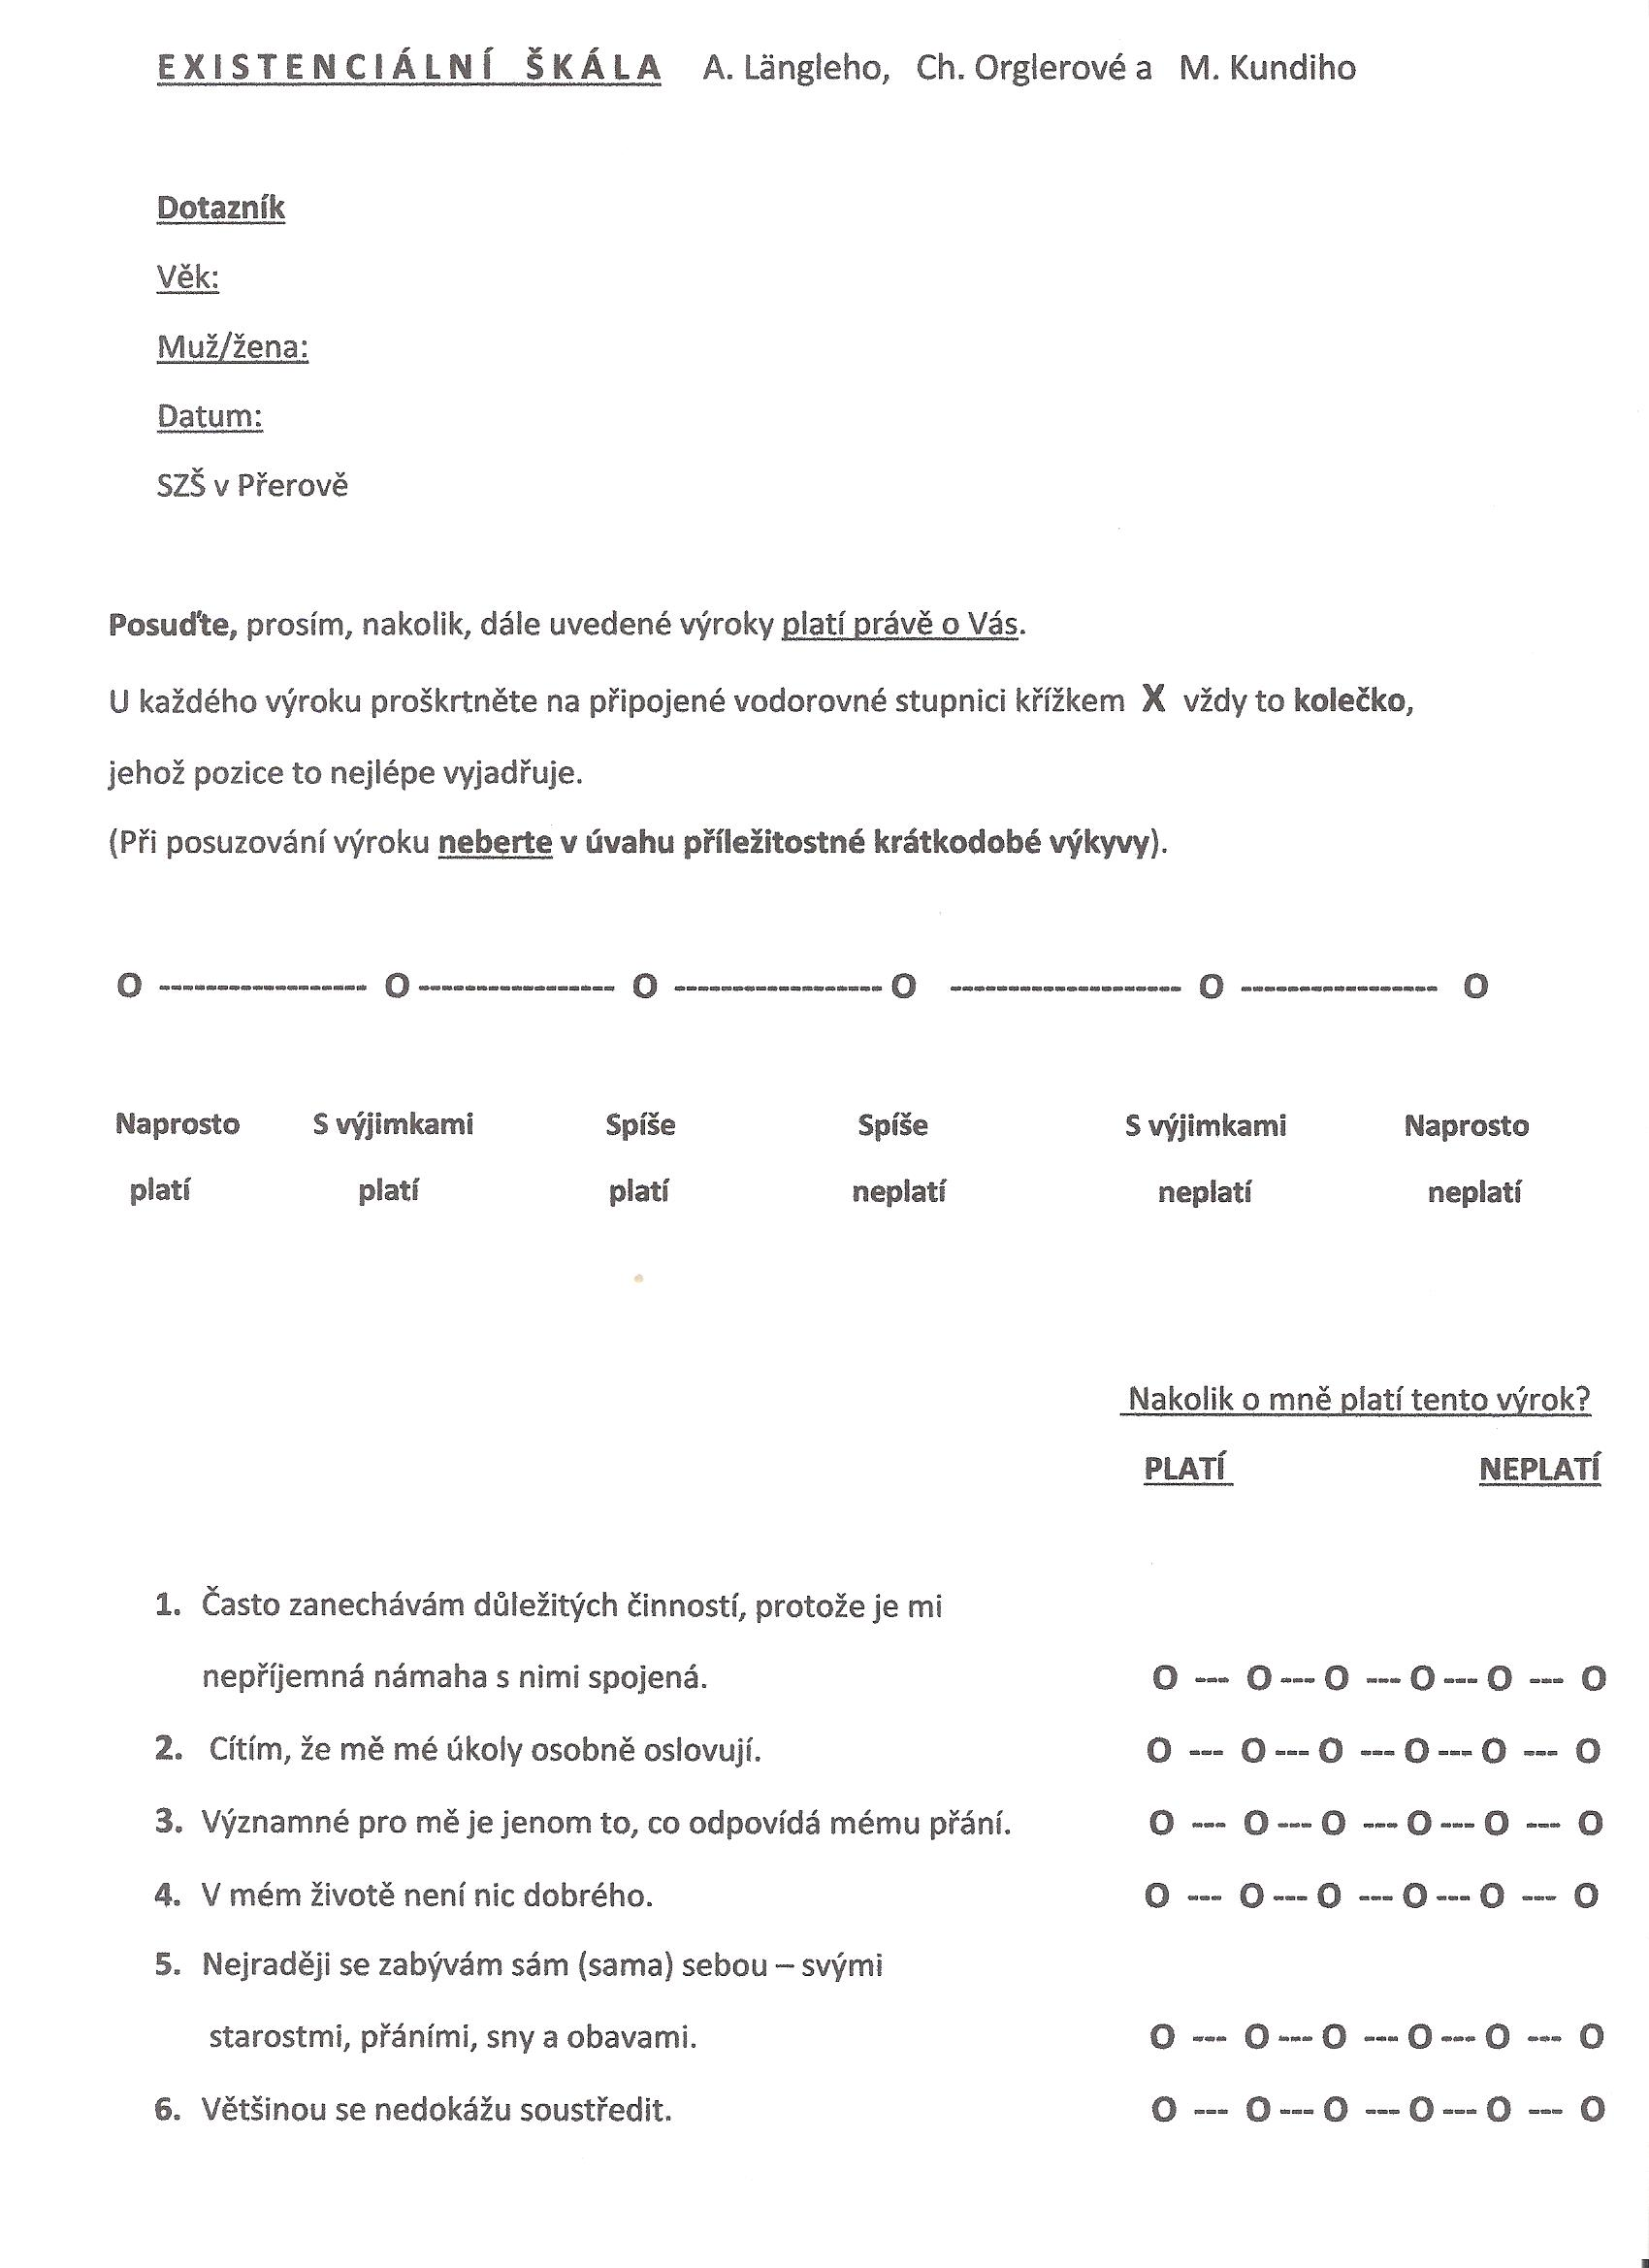 EXISTENCIÁLNÍ ŠKÁLA A. Längleho, Ch. Orglerové a M. Kundiho
Dotazník
Věk:
Muž/žena:
Datum:
SZŠ v Přerově
Posuďte, prosím, nakolik, dále uvedené výroky platí právě o Vás.
U každého výroku proškrtněte na připojené vodorovné stupnici křížkem X vždy to kolečko,
jehož pozice to nejlépe vyjadřuje.
(Při posuzování výroku neberte v úvahu příležitostné krátkodobé výkyvy).
O ------------------ O ----------------- O ------------------ O -------------------- O ----------------- O
Naprosto S výjimkami Spíše Spíše S výjimkami Naprosto
platí platí platí neplatí neplatí neplatí
Nakolik o mně platí tento výrok?
PLATÍ NEPLATÍ
1. Často zanechávám důležitých činností, protože je mi
nepříjemná námaha s nimi spojená. O --- O --- O --- O --- O --- O
2. Cítím, že mě mé úkoly osobně oslovují. O --- O --- O --- O --- O --- O
3. Významné pro mě je jenom to, co odpovídá mému přání. O --- O --- O --- O --- O --- O
4. V mém životě není nic dobrého. O --- O --- O --- O --- O --- O
5. Nejraději se zabývám sám (sama) sebou – svými
starostmi, přáními, sny a obavami. O --- O --- O --- O --- O --- O
6. Většinou se nedokážu soustředit. O --- O --- O --- O --- O --- O